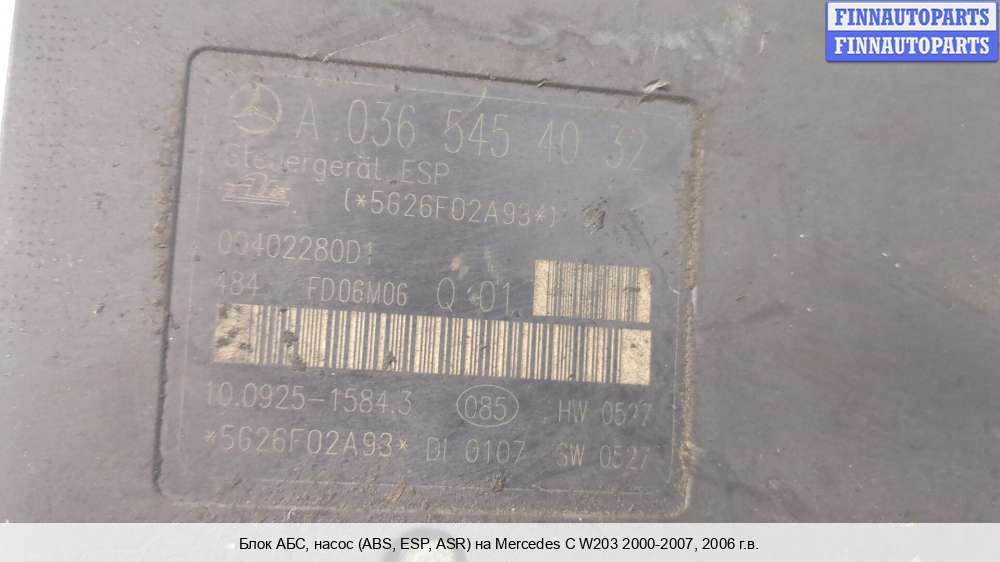 FINNAUTOPARTS
FINNAUTOPARTS
A 036 545 40 32
Steuergerät ESP
(*5626F02A93*)
00402280D1
484 FD06M06 Q 01
10.0925-1584.3 085 HW 0527
*5626F02A93* DI 0107 SW 0527
Блок АБС, насос (ABS, ESP, ASR) на Mercedes C W203 2000-2007, 2006 г.в.